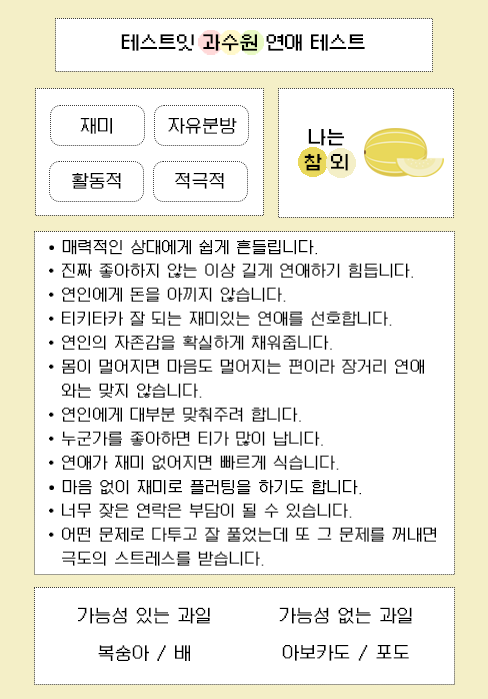 테스트잇 과수원 연애 테스트
재미
자유분방
활동적
적극적
나는
참외
• 매력적인 상대에게 쉽게 흔들립니다.
• 진짜 좋아하지 않는 이상 길게 연애하기 힘듭니다.
• 연인에게 돈을 아끼지 않습니다.
• 티키타카 잘 되는 재미있는 연애를 선호합니다.
• 연인의 자존감을 확실하게 채워줍니다.
• 몸이 멀어지면 마음도 멀어지는 편이라 장거리 연애
와는 맞지 않습니다.
• 연인에게 대부분 맞춰주려 합니다.
• 누군가를 좋아하면 티가 많이 납니다.
• 연애가 재미 없어지면 빠르게 식습니다.
• 마음 없이 재미로 플러팅을 하기도 합니다.
• 너무 잦은 연락은 부담이 될 수 있습니다.
• 어떤 문제로 다투고 잘 풀었는데 또 그 문제를 꺼내면
극도의 스트레스를 받습니다.
가능성 있는 과일
복숭아 / 배
가능성 없는 과일
아보카도 / 포도